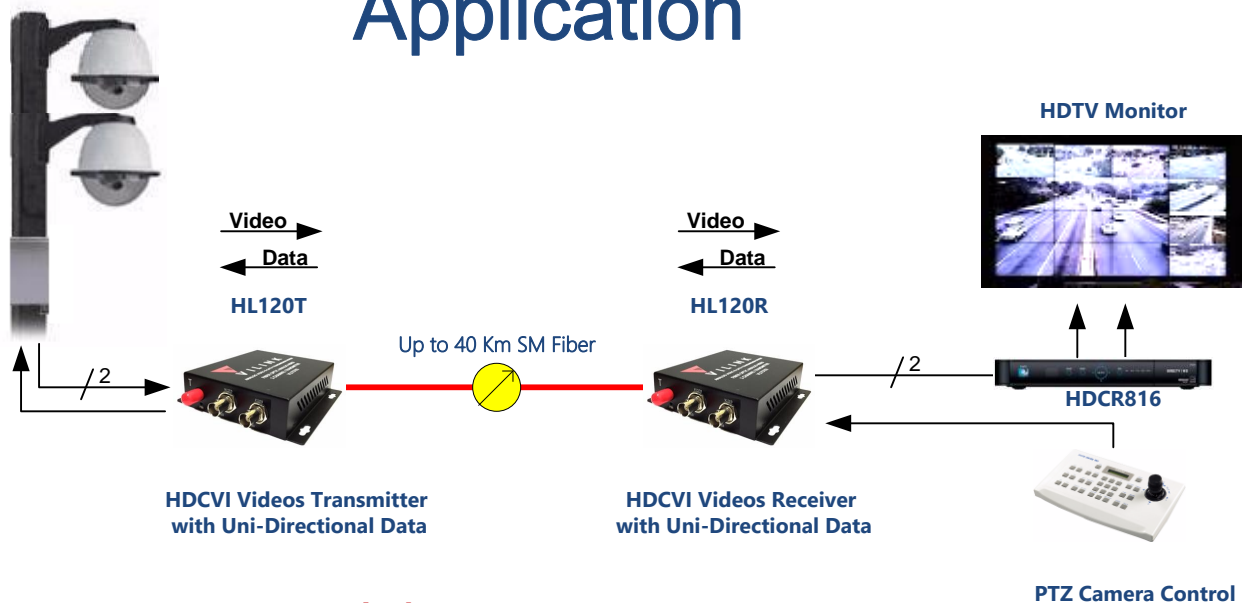 Application
HDTV Monitor
Video
Data
HL120T
Video
Data
HL120R
Up to 40 Km SM Fiber
2
2
HDCR816
HDCVI Videos Transmitter
with Uni-Directional Data
HDCVI Videos Receiver
with Uni-Directional Data
PTZ Camera Control